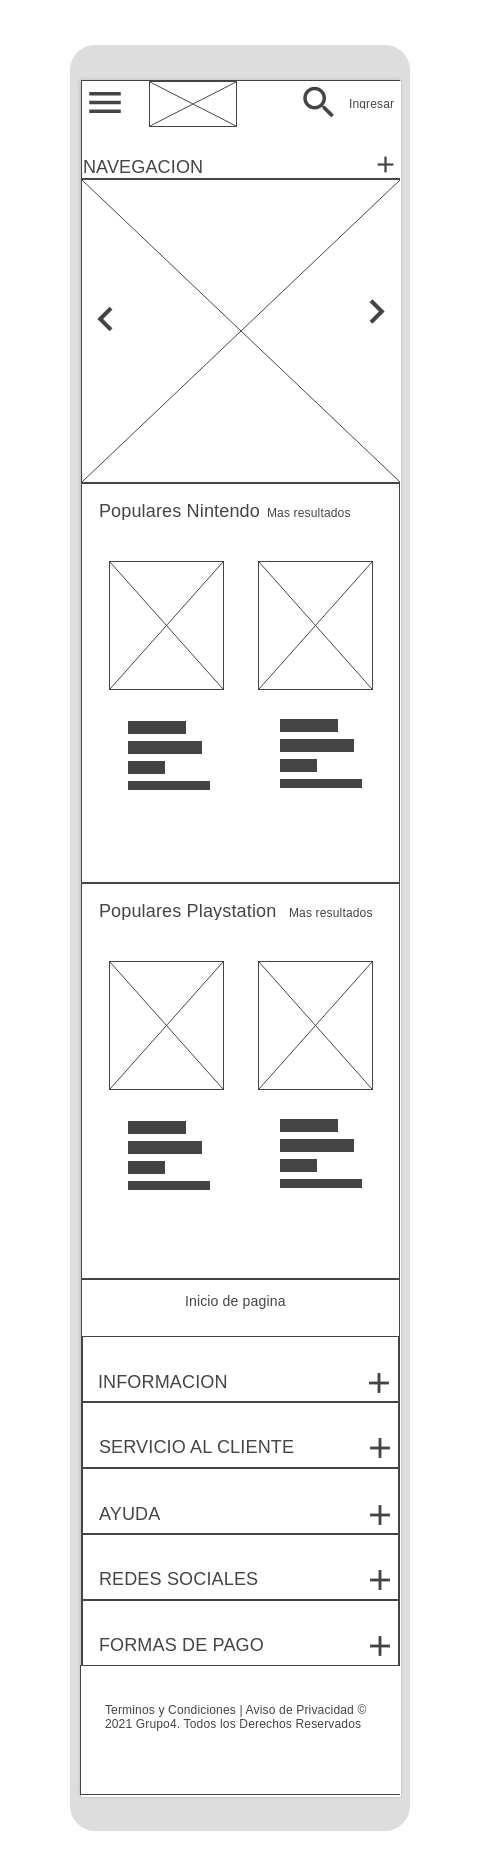 Ingresar
NAVEGACION
Populares Nintendo Mas resultados
Populares Playstation Mas resultados
Inicio de pagina
INFORMACION
SERVICIO AL CLIENTE
AYUDA
REDES SOCIALES
FORMAS DE PAGO
Terminos y Condiciones | Aviso de Privacidad ©
2021 Grupo4. Todos los Derechos Reservados